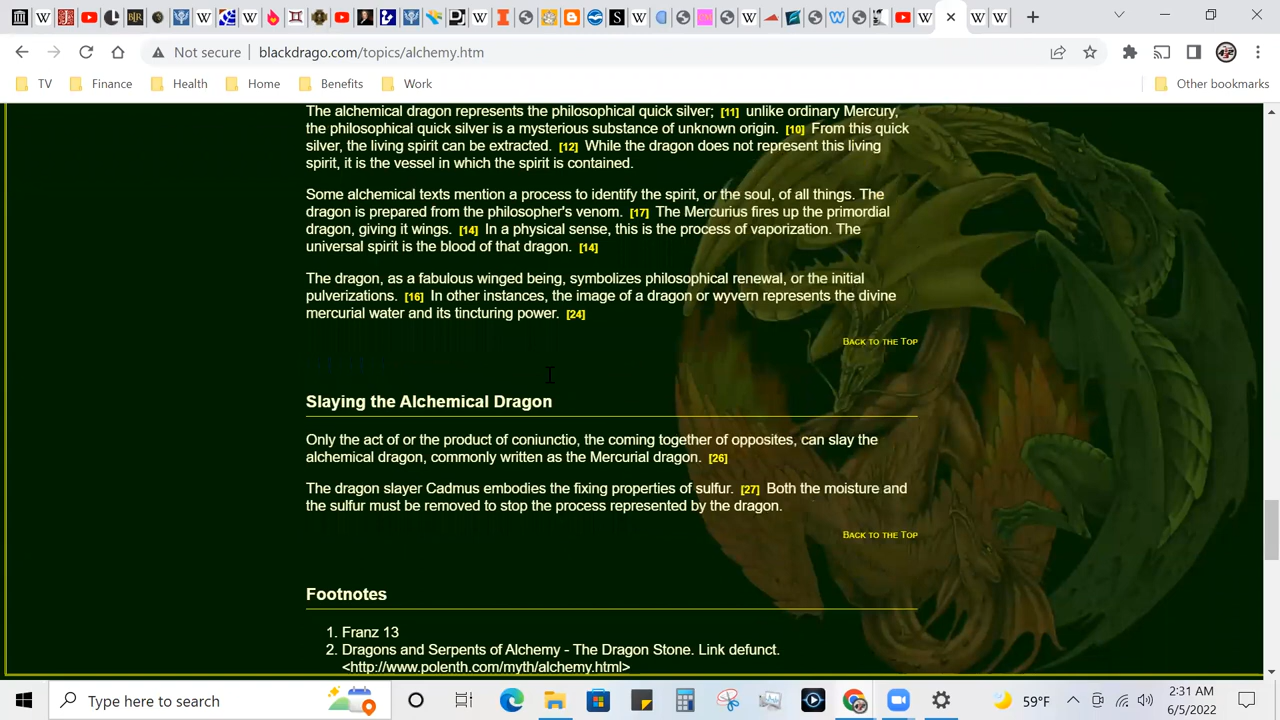 Not secure
blackdrago.com/topics/alchemy.htm
TV
Finance
Health
Home
Benefits
Work
Other bookmarks
The alchemical dragon represents the philosophical quick silver; [11] unlike ordinary Mercury,
the philosophical quick silver is a mysterious substance of unknown origin. [10] From this quick
silver, the living spirit can be extracted. [12] While the dragon does not represent this living
spirit, it is the vessel in which the spirit is contained.
Some alchemical texts mention a process to identify the spirit, or the soul, of all things. The
dragon is prepared from the philosopher's venom. [17] The Mercurius fires up the primordial
dragon, giving it wings. [14] In a physical sense, this is the process of vaporization. The
universal spirit is the blood of that dragon. [14]
The dragon, as a fabulous winged being, symbolizes philosophical renewal, or the initial
pulverizations. [16] In other instances, the image of a dragon or wyvern represents the divine
mercurial water and its tincturing power. [24]
Back to the Top
Slaying the Alchemical Dragon
Only the act of or the product of coniunctio, the coming together of opposites, can slay the
alchemical dragon, commonly written as the Mercurial dragon. [26]
The dragon slayer Cadmus embodies the fixing properties of sulfur. [27] Both the moisture and
the sulfur must be removed to stop the process represented by the dragon.
Back to the Top
Footnotes
1. Franz 13
2. Dragons and Serpents of Alchemy - The Dragon Stone. Link defunct.
<http://www.polenth.com/myth/alchemy.html>
Type here to search
59°F
2:31 AM
6/5/2022